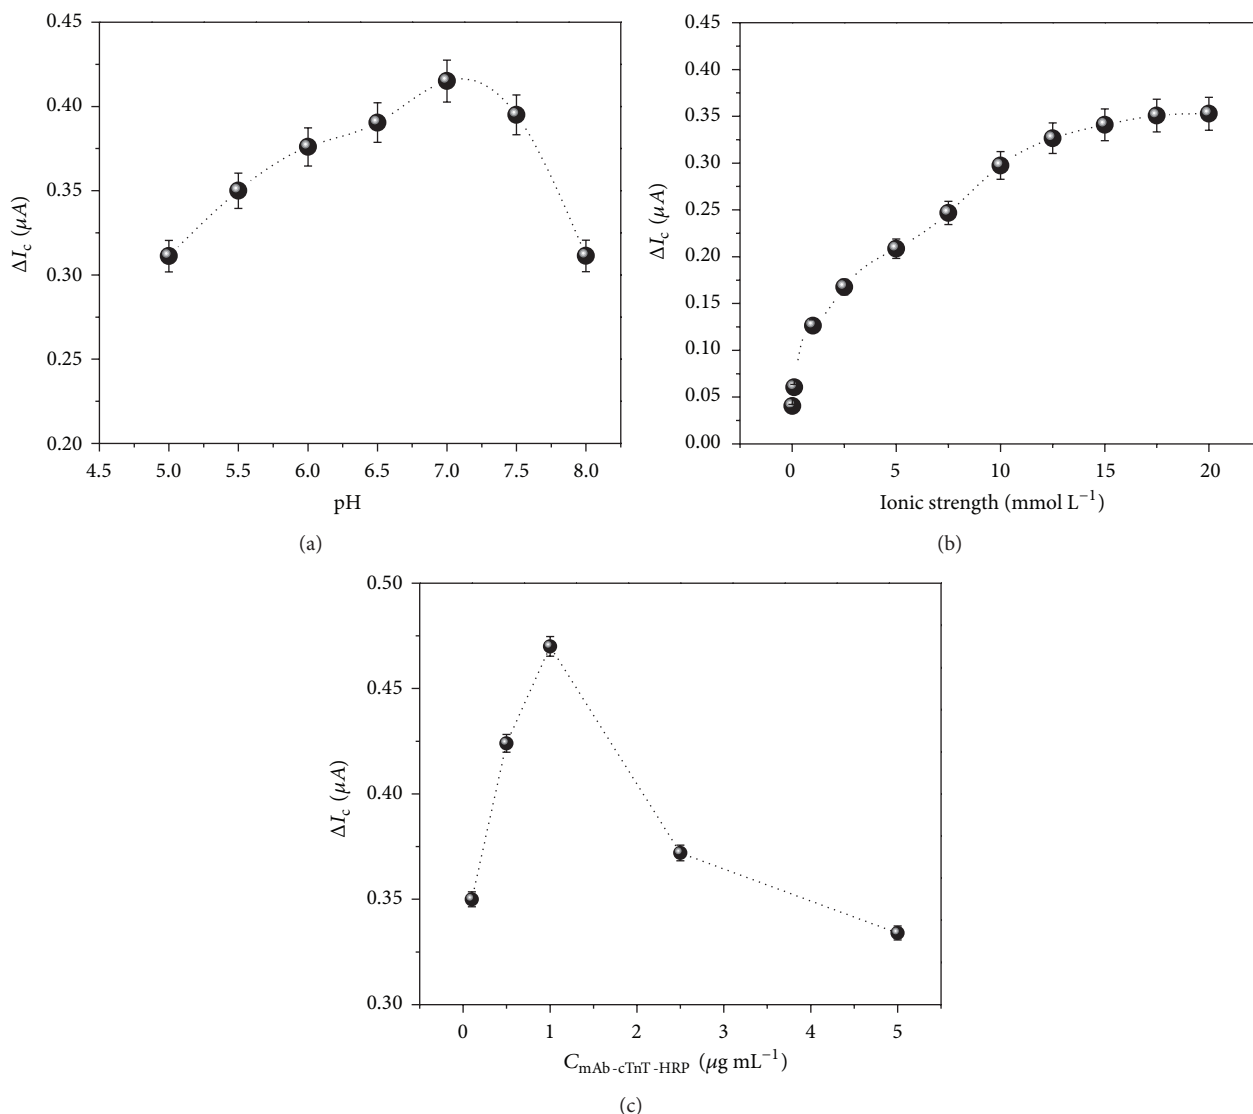 0.45
0.40
0.35
0.30
0.25
0.20
ΔI_c (μA)
4.5 5.0 5.5 6.0 6.5 7.0 7.5 8.0
pH
(a)
0.45
0.40
0.35
0.30
0.25
0.20
0.15
0.10
0.05
0.00
ΔI_c (μA)
0 5 10 15 20
Ionic strength (mmol L⁻¹)
(b)
0.50
0.45
0.40
0.35
0.30
ΔI_c (μA)
0 1 2 3 4 5
C_mAb-cTnT-HRP (μg mL⁻¹)
(c)